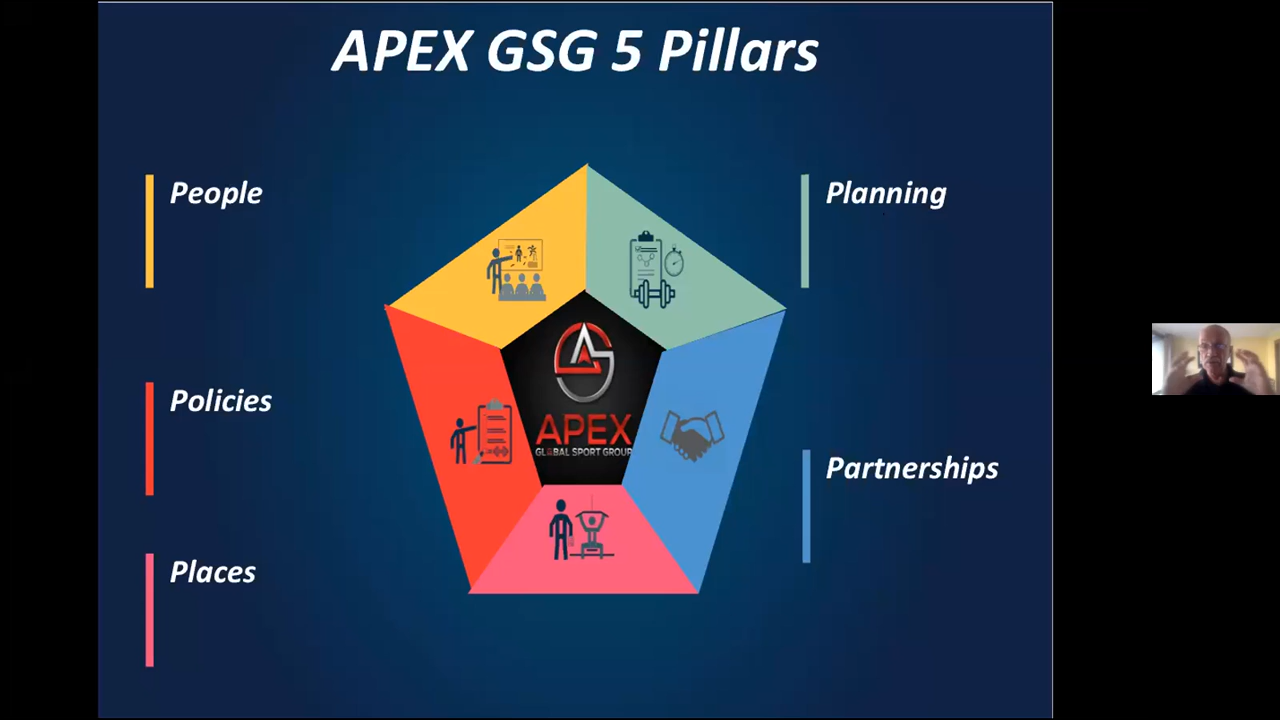 APEX GSG 5 Pillars
People
Planning
Policies
Partnerships
Places
APEX
GLOBAL SPORT GROUP